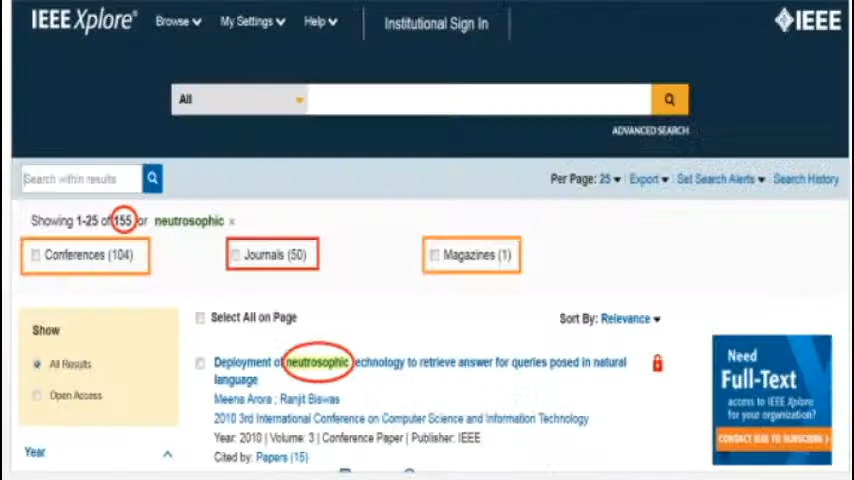 IEEE Xplore® Browse My Settings Help Institutional Sign In IEEE
All
ADVANCED SEARCH
Search within results Per Page: 25 Export Set Search Alerts Search History
Showing 1-25 of 155 for neutrosophic ×
Conferences (104) Journals (50) Magazines (1)
Select All on Page Sort By: Relevance
Show
All Results
Open Access
Year
Deployment of neutrosophic technology to retrieve answer for queries posed in natural
language
Meena Arora ; Ranjit Biswas
2010 3rd International Conference on Computer Science and Information Technology
Year: 2010 | Volume: 3 | Conference Paper | Publisher: IEEE
Cited by: Papers (15)
Need
Full-Text
access to IEEE Xplore
for your organization?
CONTACT IEEE TO SUBSCRIBE